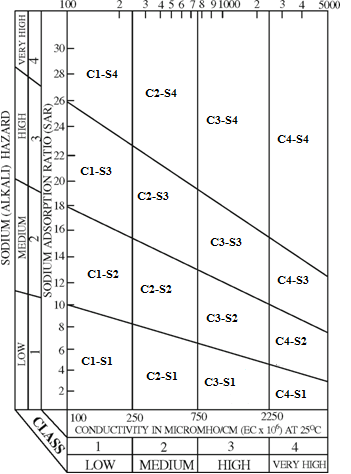 100 2 3 4 5 6 7 8 9 1000 2 3 4 5000
30
28
26
24
22
20
18
16
14
12
10
8
6
4
2
C1-S4
C2-S4
C3-S4
C4-S4
C1-S3
C2-S3
C3-S3
C4-S3
C1-S2
C2-S2
C3-S2
C4-S2
C1-S1
C2-S1
C3-S1
C4-S1
SODIUM (ALKALI) HAZARD
VERY HIGH
HIGH
MEDIUM
LOW
4
3
2
1
SODIUM ADSORPTION RATIO (SAR)
100 250 750 2250
CONDUCTIVITY IN MICROMHO/CM (EC x 10⁶) AT 25⁰C
CLASS
1 2 3 4
LOW MEDIUM HIGH VERY HIGH